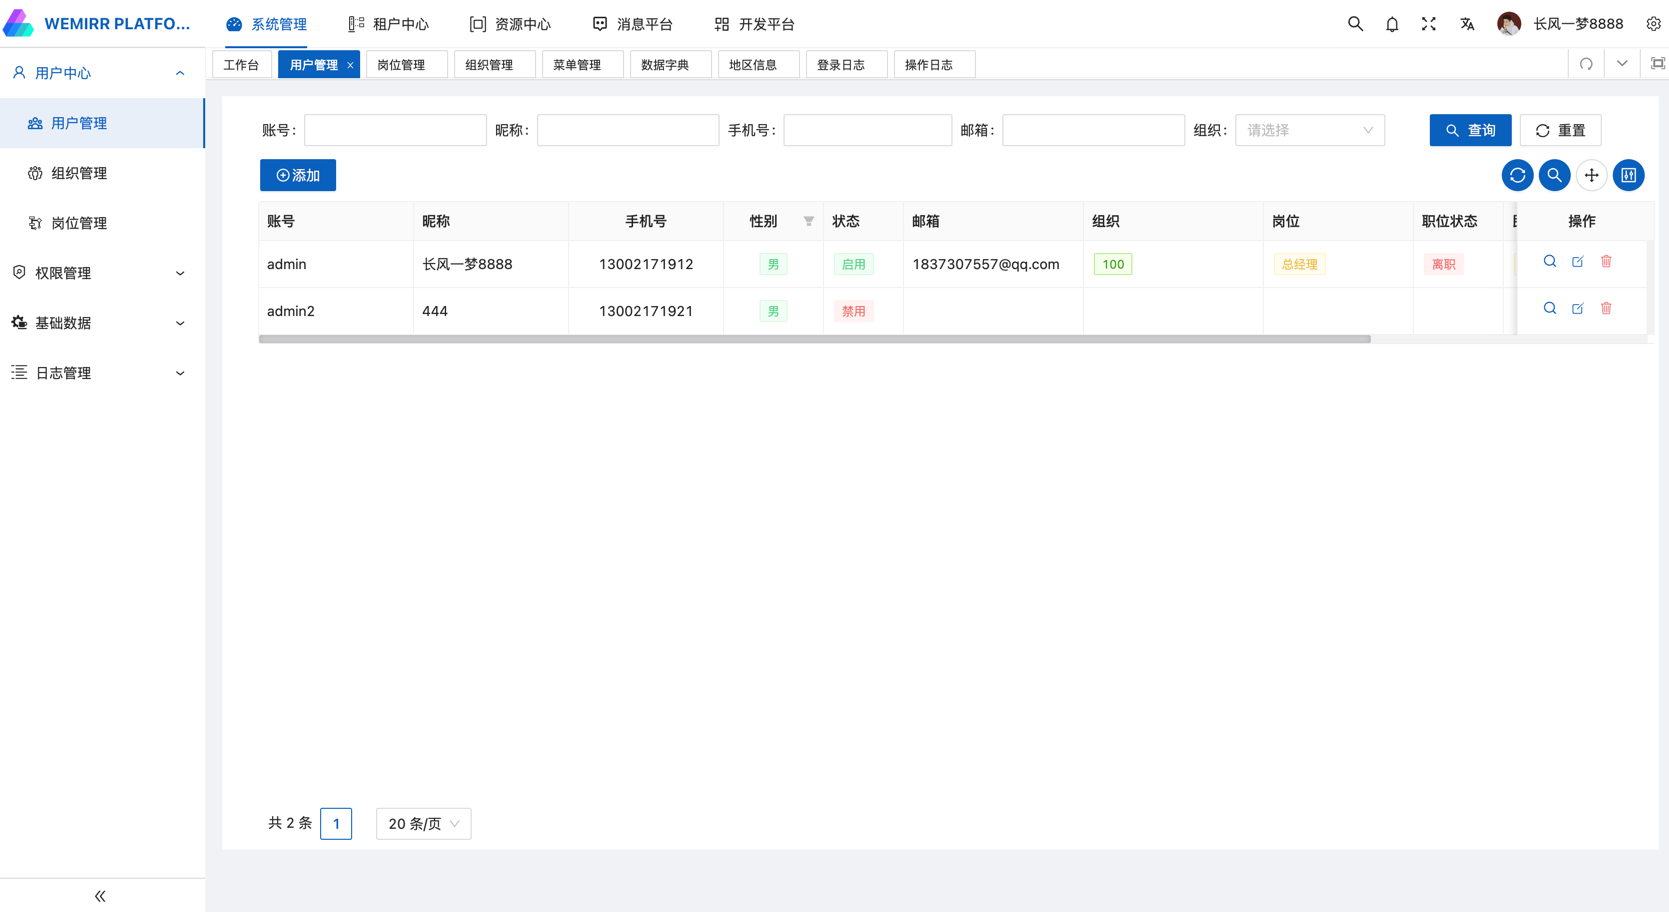 WEMIRR PLATFO...
系统管理
租户中心
资源中心
消息平台
开发平台
长风一梦8888
用户中心
用户管理
组织管理
岗位管理
权限管理
基础数据
日志管理
工作台
用户管理
岗位管理
组织管理
菜单管理
数据字典
地区信息
登录日志
操作日志
账号:
昵称:
手机号:
邮箱:
组织: 请选择
查询
重置
添加
账号 昵称 手机号 性别 状态 邮箱 组织 岗位 职位状态 操作
admin 长风一梦8888 13002171912 男 启用 1837307557@qq.com 100 总经理 离职
admin2 444 13002171921 男 禁用
共 2 条 1 20 条/页